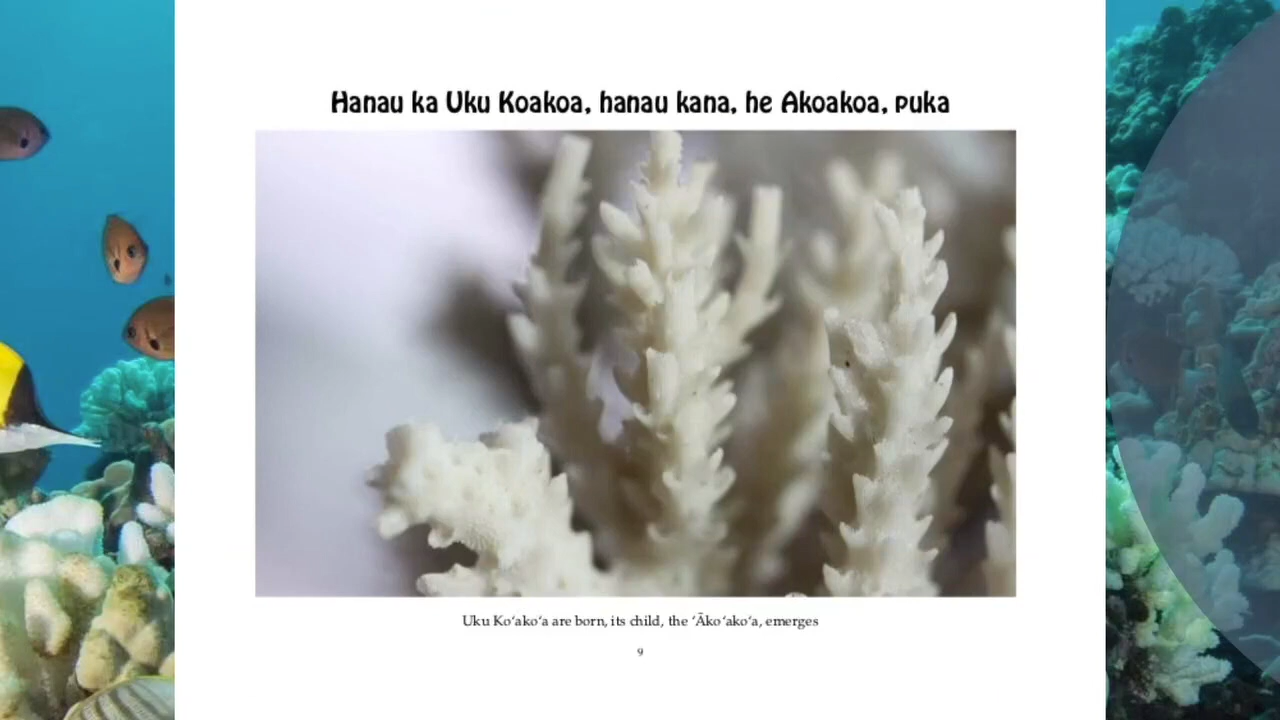 Hanau ka Uku Koakoa, hanau kana, he Akoakoa, puka
Uku Koʻakoʻa are born, its child, the ʻĀkoʻakoʻa, emerges
9